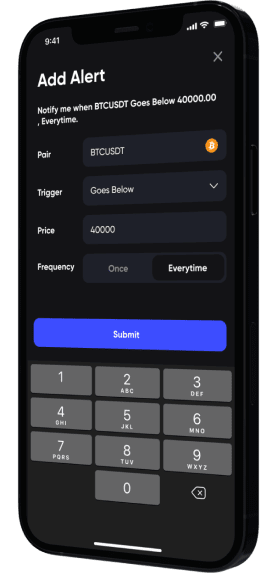 9:41
Add Alert
Notify me when BTCUSDT Goes Below 40000.00
, Everytime.
Pair BTCUSDT
Trigger Goes Below
Price 40000
Frequency Once Everytime
Submit
1 2 3
ABC DEF
4 5 6
GHI JKL MNO
7 8 9
PQRS TUV WXYZ
0